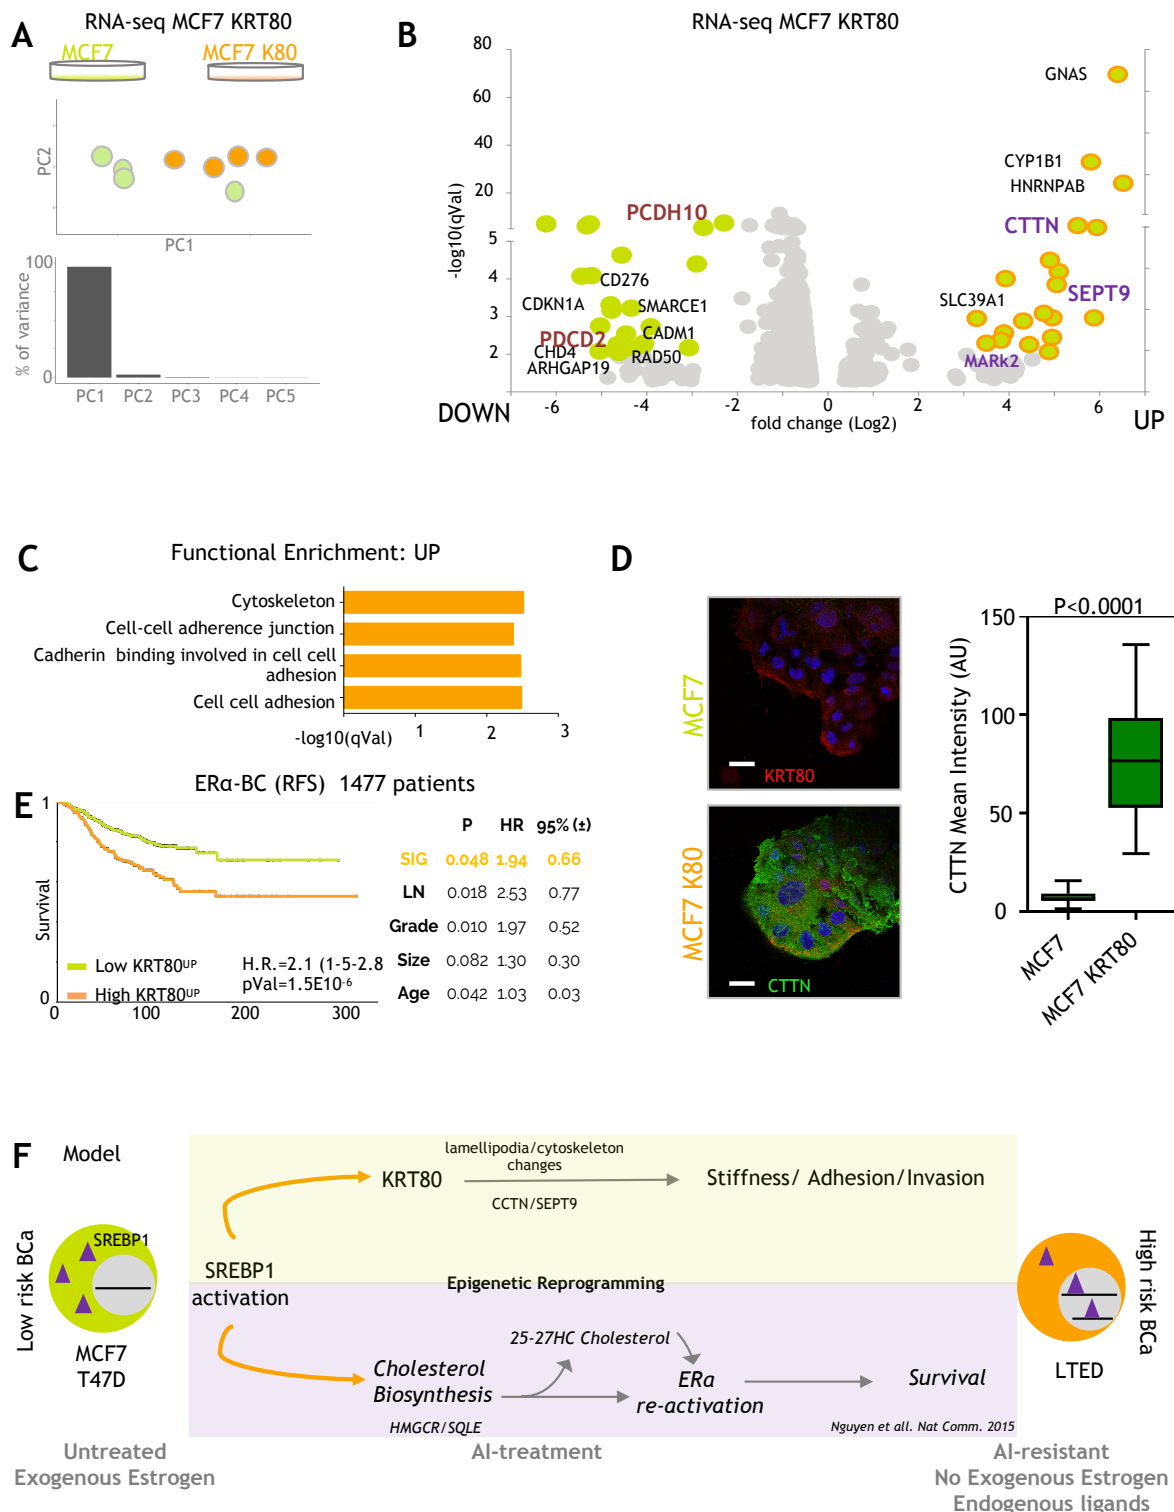 A
RNA-seq MCF7 KRT80
MCF7
MCF7 K80
PC2
PC1
100
0
% of variance
PC1 PC2 PC3 PC4 PC5
B
RNA-seq MCF7 KRT80
80
60
40
20
5
4
3
2
-log10(qVal)
GNAS
CYP1B1
HNRNPAB
PCDH10
CTTN
CD276
SEPT9
CDKN1A
SMARCE1
SLC39A1
PDCD2
CADM1
CHD4
RAD50
MARk2
ARHGAP19
-6 -4 -2 0 2 4 6
DOWN
fold change (Log2)
UP
C
Functional Enrichment: UP
Cytoskeleton
Cell-cell adherence junction
Cadherin binding involved in cell cell
adhesion
Cell cell adhesion
-log10(qVal)
1 2 3
D
MCF7
KRT80
MCF7 K80
CTTN
P<0.0001
150
100
50
0
CTTN Mean Intensity (AU)
MCF7
MCF7 KRT80
E
ERα-BC (RFS) 1477 patients
1
0
Survival
Low KRT80UP
High KRT80UP
H.R.=2.1 (1-5-2.8
pVal=1.5E10-6
0 100 200 300
P HR 95% (±)
SIG 0.048 1.94 0.66
LN 0.018 2.53 0.77
Grade 0.010 1.97 0.52
Size 0.082 1.30 0.30
Age 0.042 1.03 0.03
F
Model
Low risk BCa
SREBP1
MCF7
T47D
SREBP1
activation
KRT80
lamellipodia/cytoskeleton
changes
CCTN/SEPT9
Stiffness/ Adhesion/Invasion
Epigenetic Reprogramming
25-27HC Cholesterol
Cholesterol
Biosynthesis
HMGCR/SQLE
ERa
re-activation
Survival
Nguyen et all. Nat Comm. 2015
High risk BCa
LTED
Untreated
Exogenous Estrogen
AI-treatment
AI-resistant
No Exogenous Estrogen
Endogenous ligands